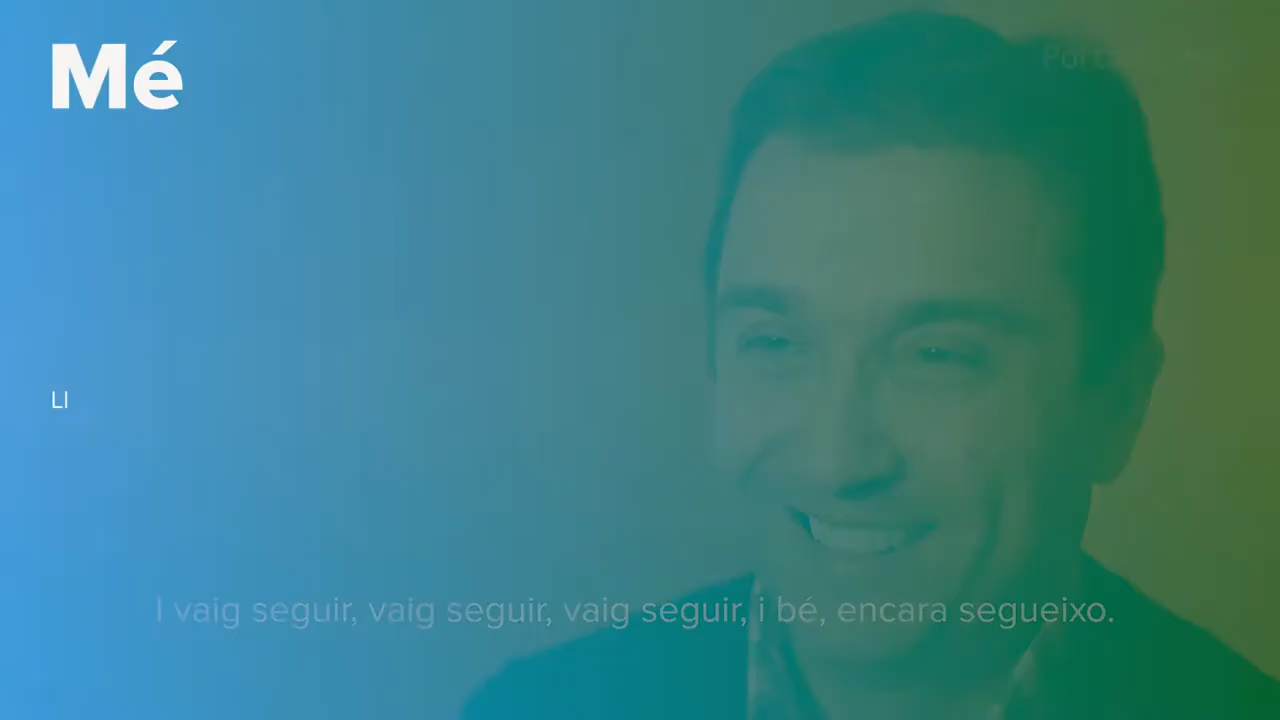 Mé
Ll
I vaig seguir, vaig seguir, vaig seguir, i bé, encara segueixo.